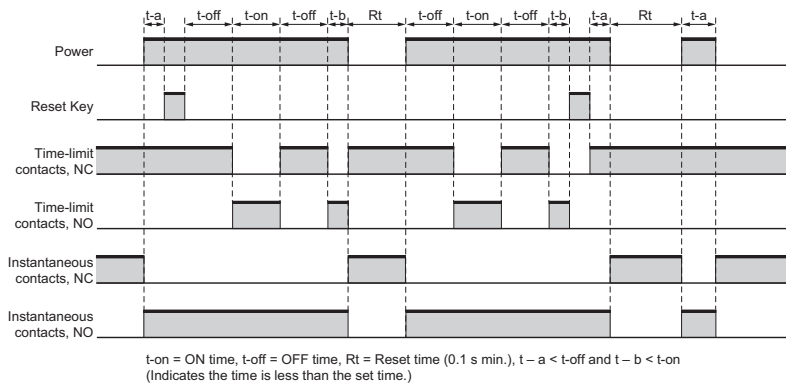 t-a t-off t-on t-off t-b Rt t-off t-on t-off t-b t-a Rt t-a
Power
Reset Key
Time-limit
contacts, NC
Time-limit
contacts, NO
Instantaneous
contacts, NC
Instantaneous
contacts, NO
t-on = ON time, t-off = OFF time, Rt = Reset time (0.1 s min.), t – a < t-off and t – b < t-on
(Indicates the time is less than the set time.)